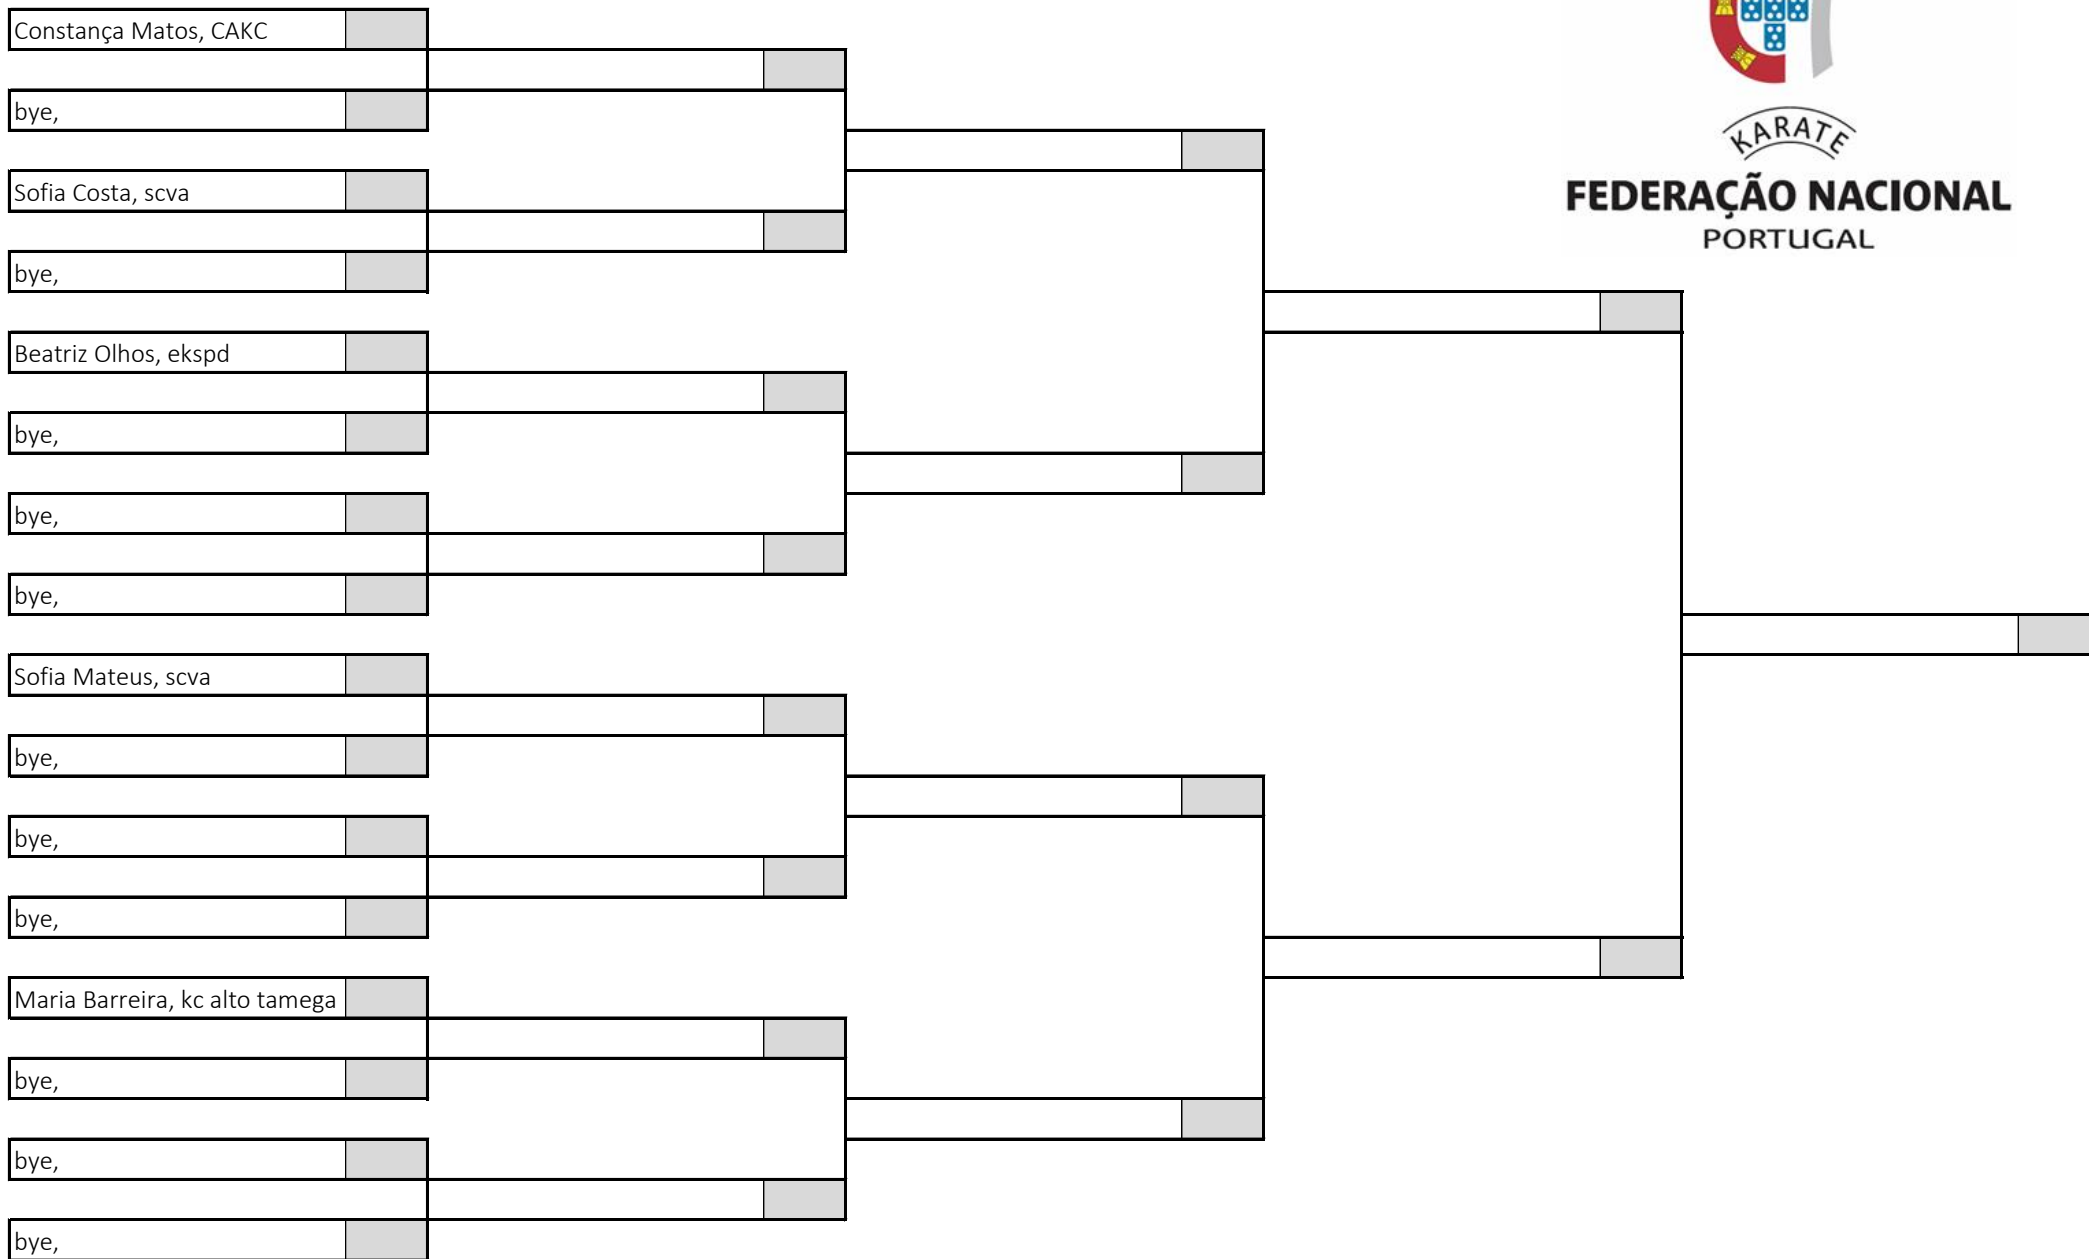 Constança Matos, CAKC
bye,
Sofia Costa, scva
bye,
Beatriz Olhos, ekspd
bye,
bye,
bye,
Sofia Mateus, scva
bye,
bye,
bye,
Maria Barreira, kc alto tamega
bye,
bye,
bye,
KARATE
FEDERAÇÃO NACIONAL
PORTUGAL